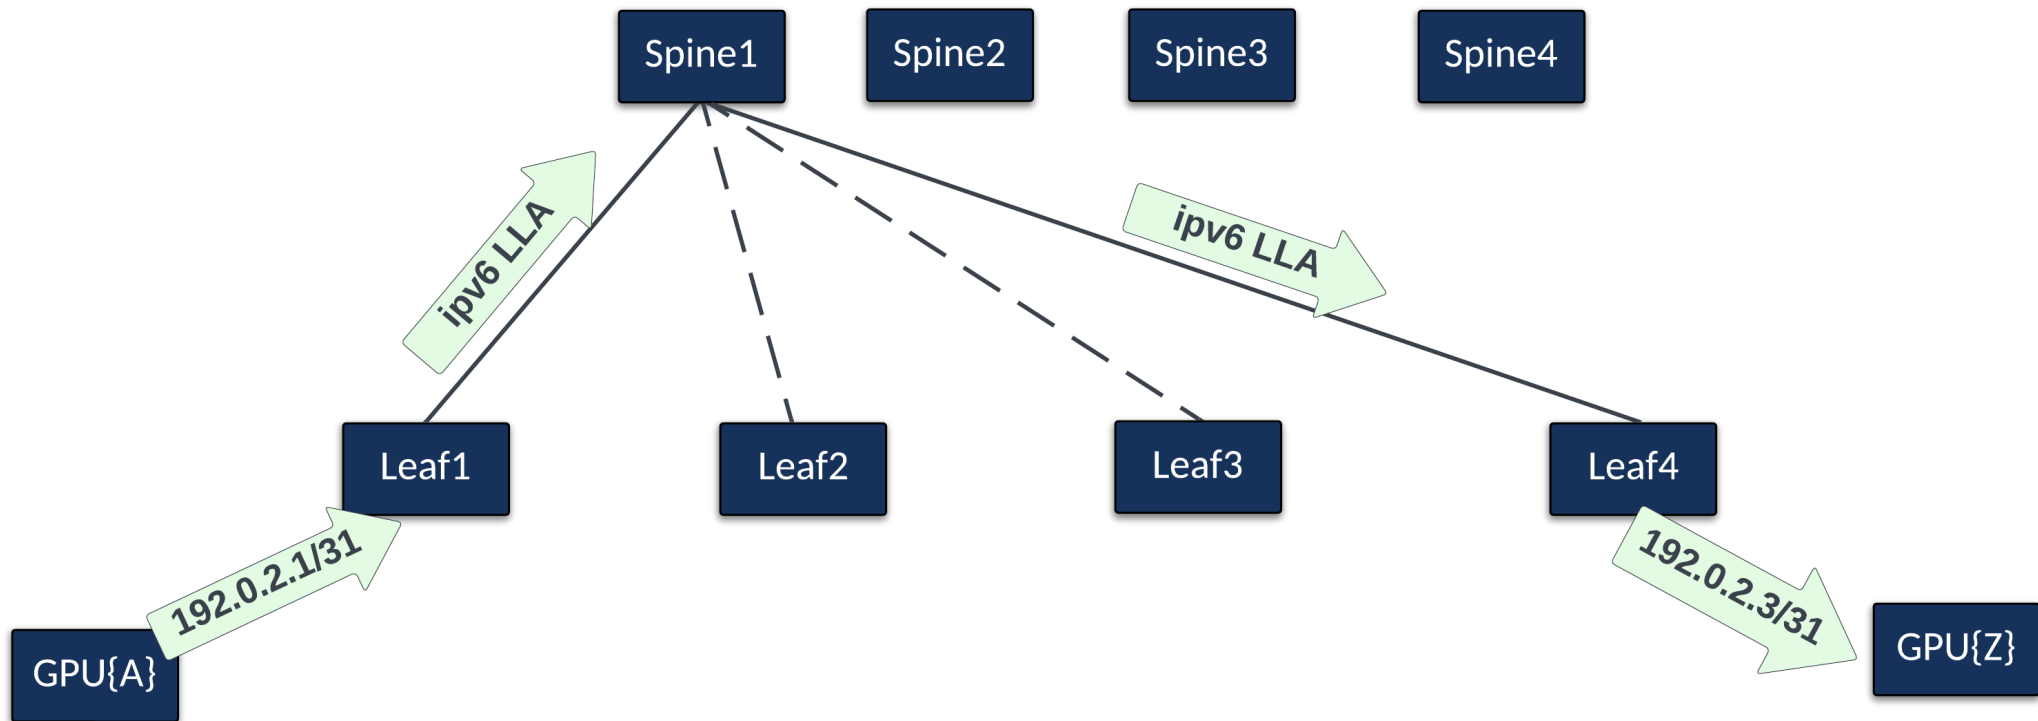 Spine1
Spine2
Spine3
Spine4
ipv6 LLA
ipv6 LLA
Leaf1
Leaf2
Leaf3
Leaf4
192.0.2.1/31
192.0.2.3/31
GPU{A}
GPU{Z}